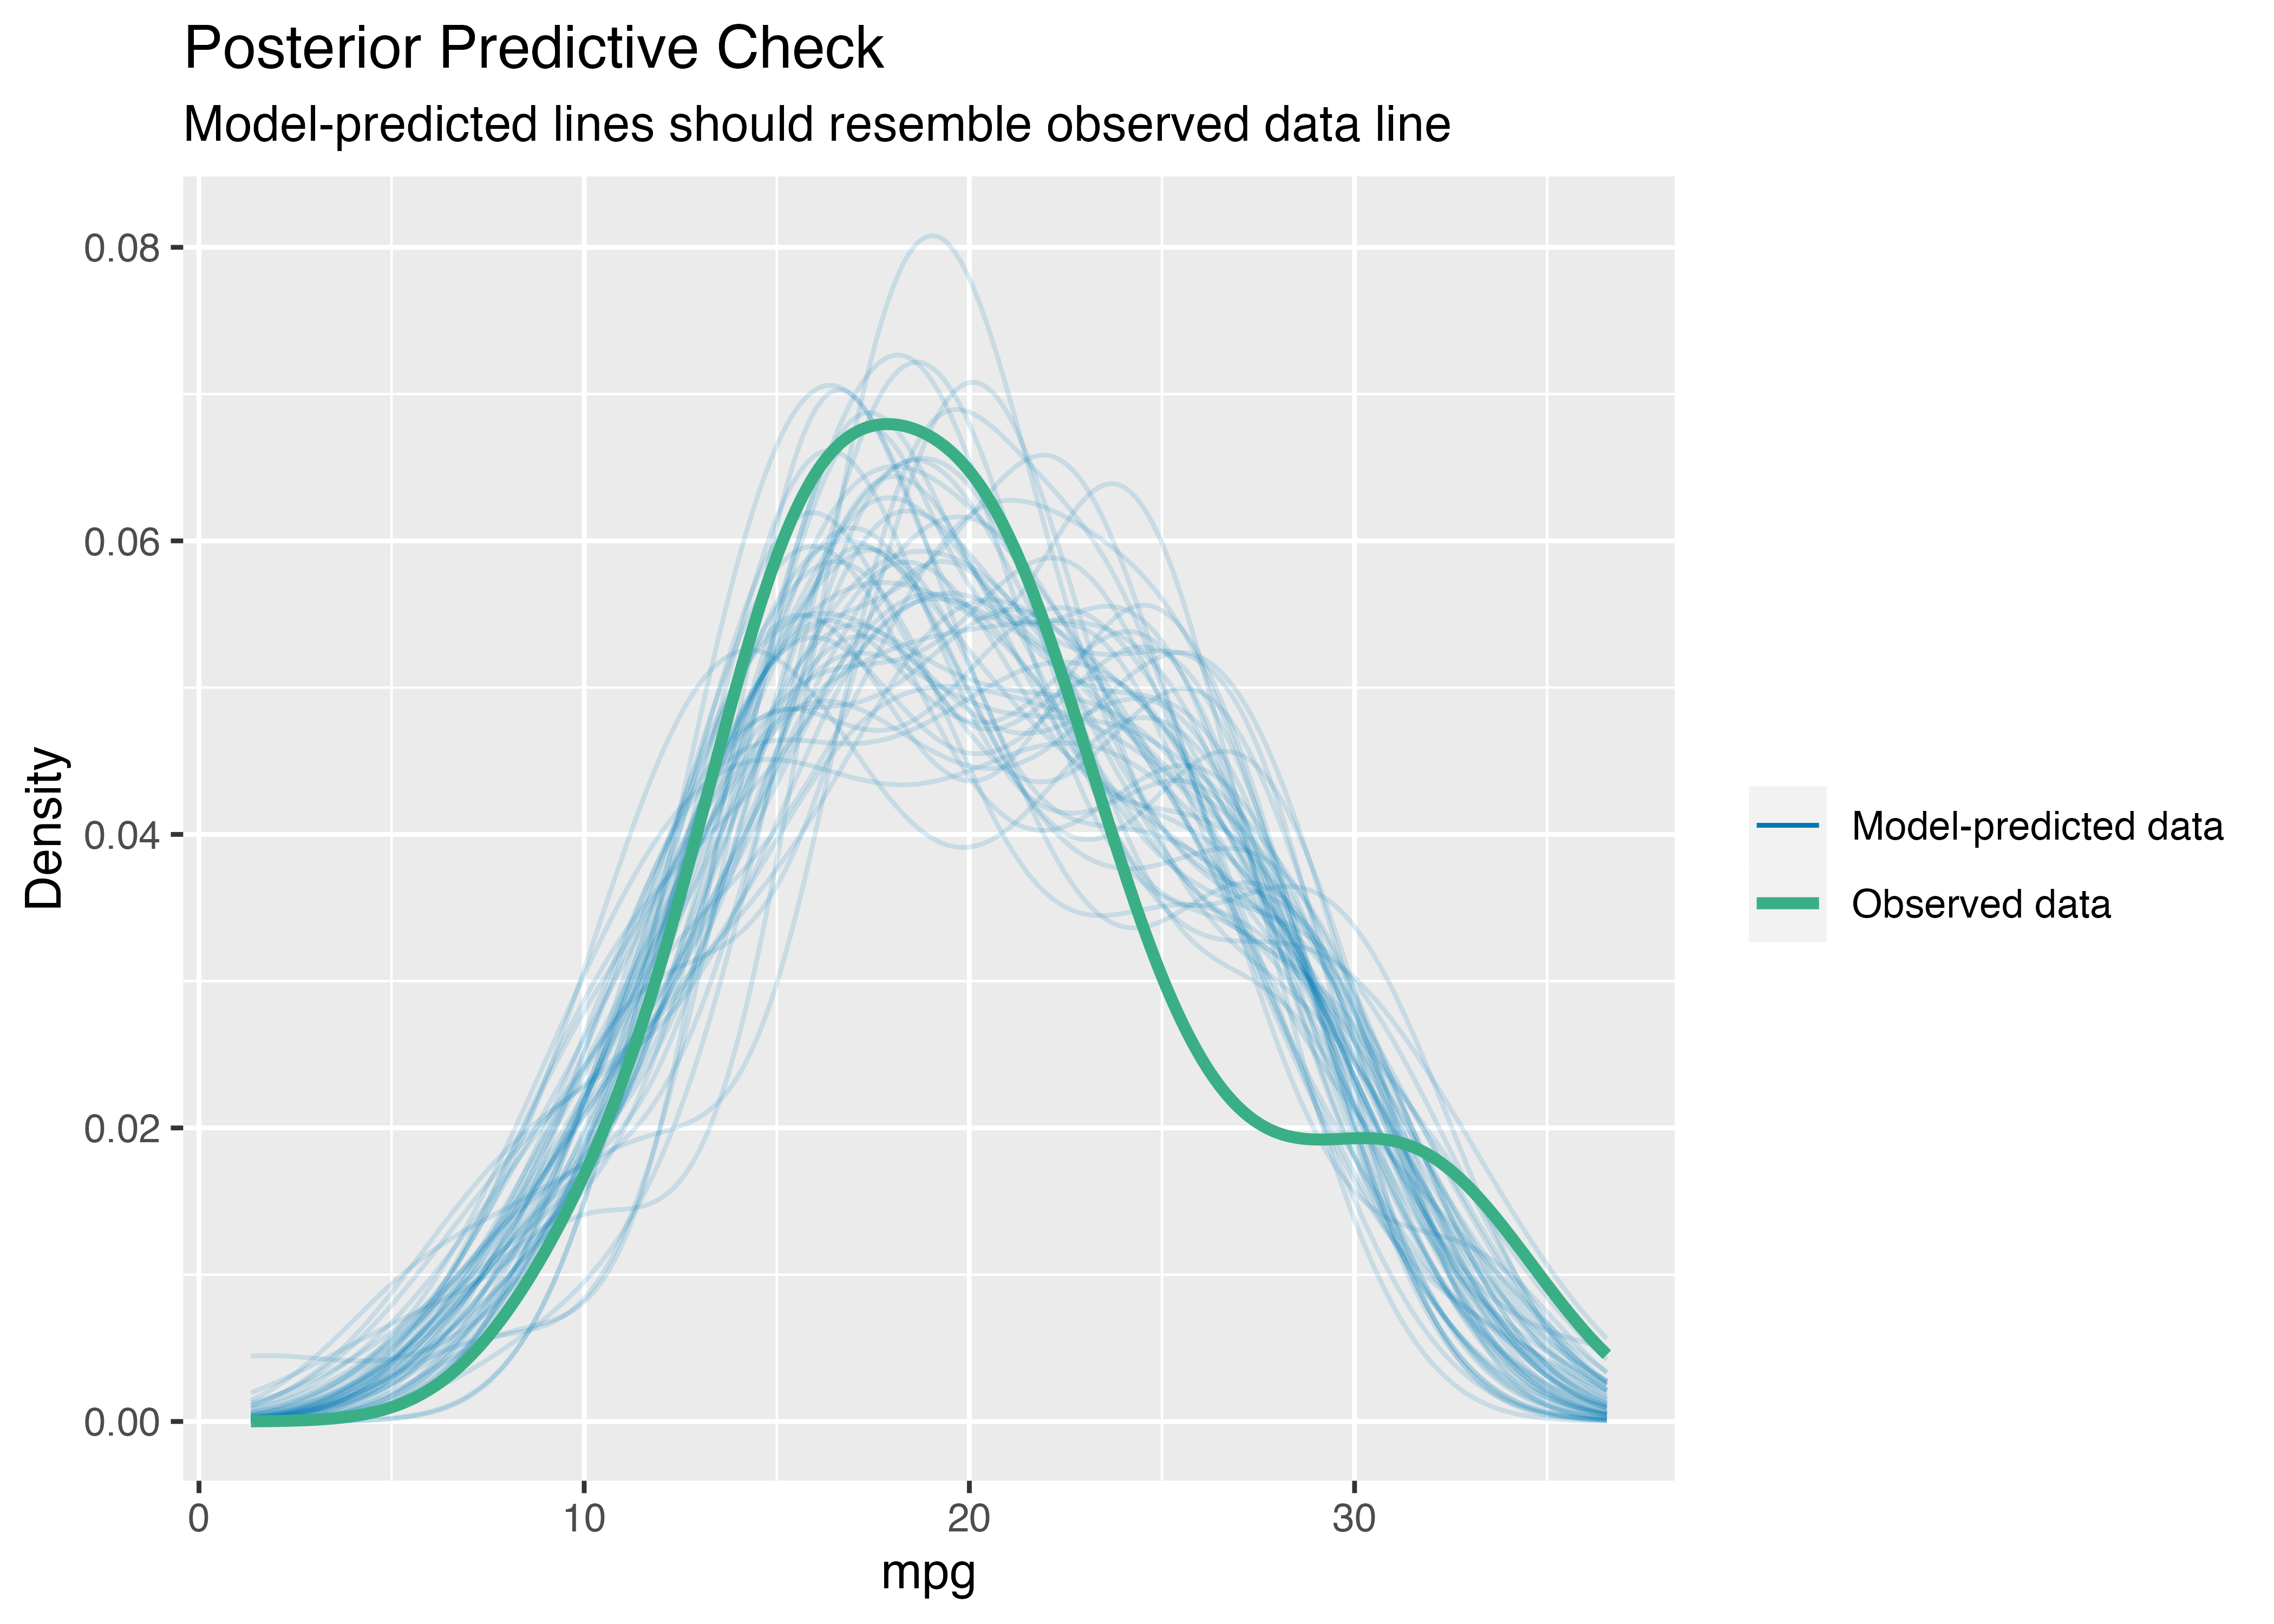 Posterior Predictive Check
Model-predicted lines should resemble observed data line
0.08
0.06
0.04
0.02
0.00
Density
0
10
20
30
mpg
Model-predicted data
Observed data